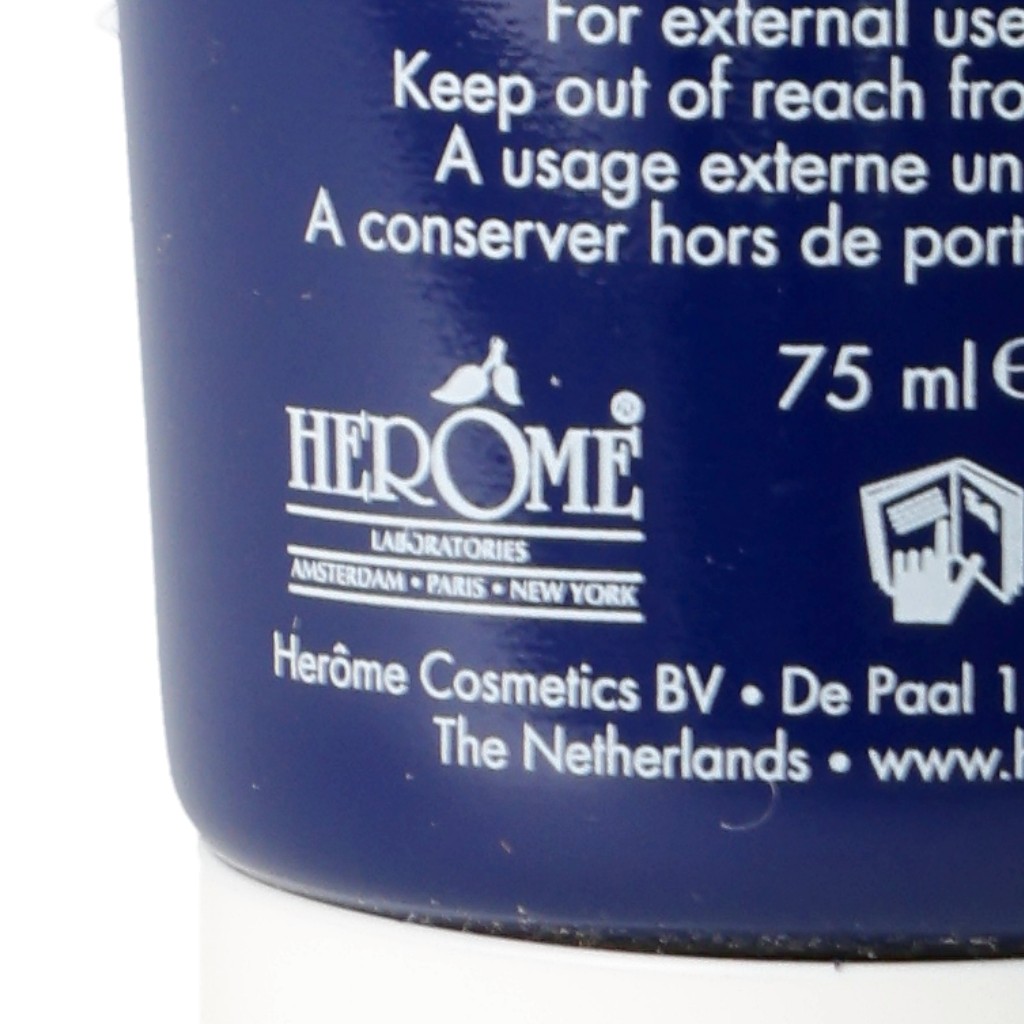 For external use
Keep out of reach fro
A usage externe un
A conserver hors de port
75 ml e
HERÔME®
LABORATORIES
AMSTERDAM • PARIS • NEW YORK
Herôme Cosmetics BV • De Paal 1
The Netherlands • www.h